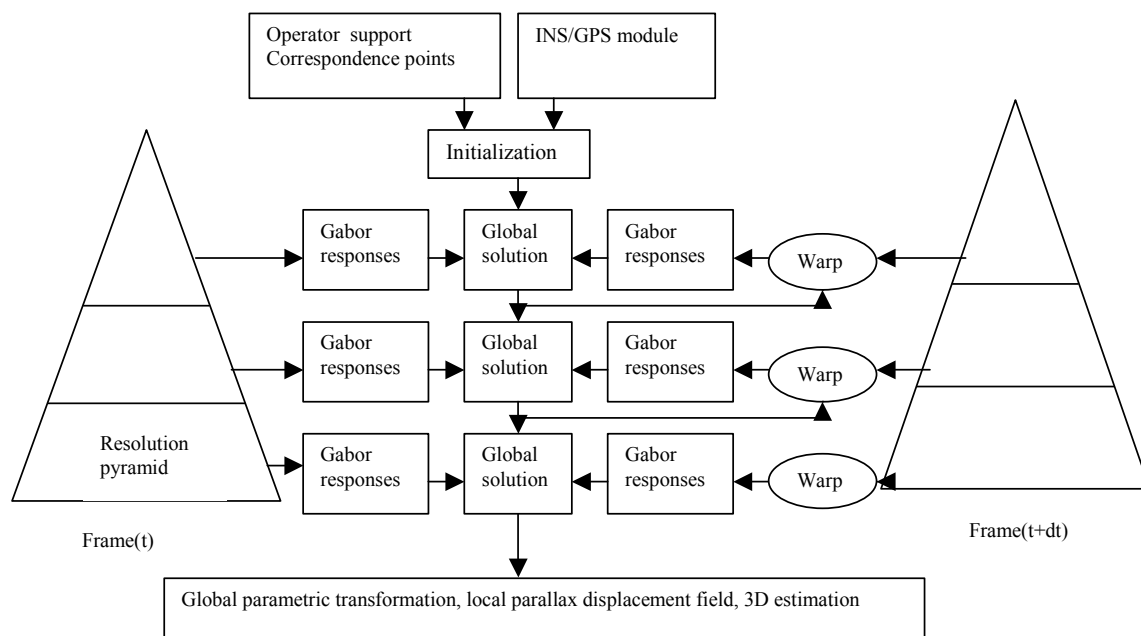 Operator support
Correspondence points
INS/GPS module
Initialization
Gabor
responses
Global
solution
Gabor
responses
Warp
Gabor
responses
Global
solution
Gabor
responses
Warp
Resolution
pyramid
Gabor
responses
Global
solution
Gabor
responses
Warp
Frame(t)
Frame(t+dt)
Global parametric transformation, local parallax displacement field, 3D estimation